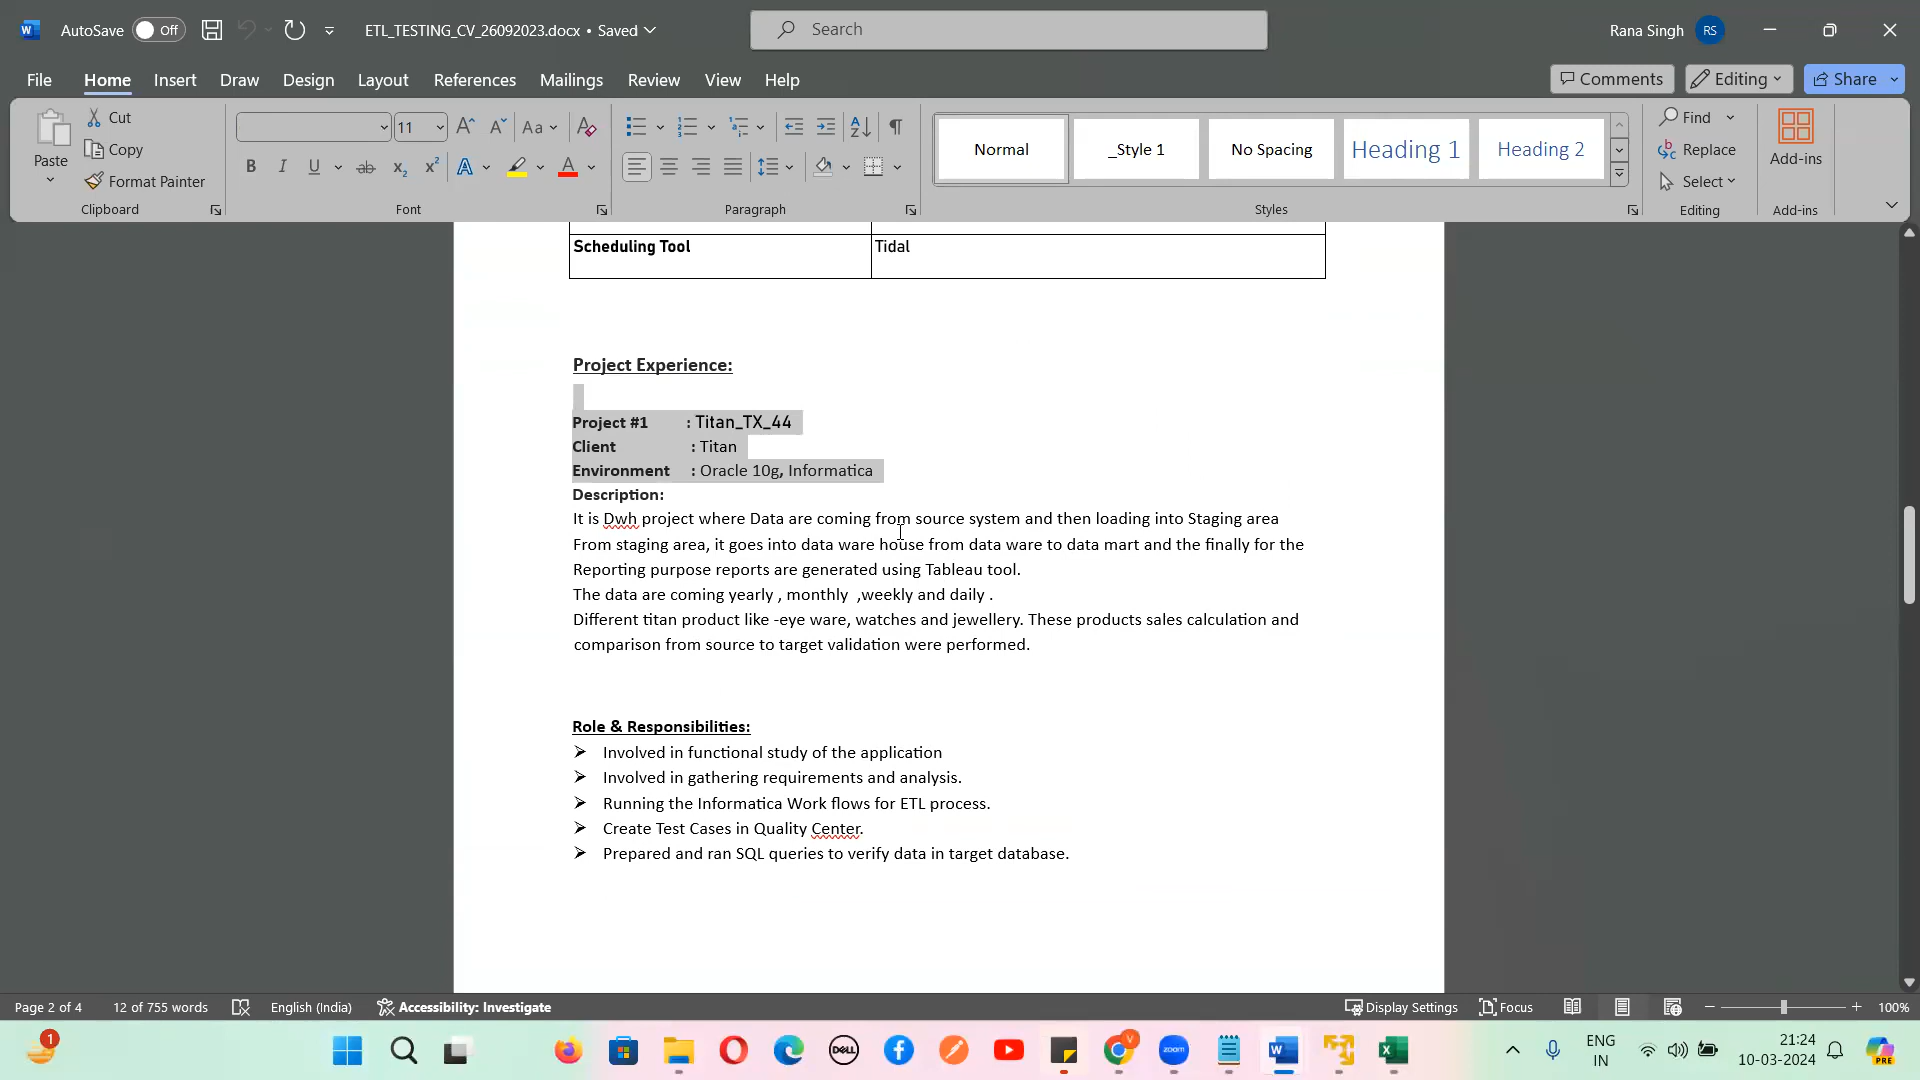 AutoSave Off ETL_TESTING_CV_26092023.docx • Saved Search Rana Singh RS
File Home Insert Draw Design Layout References Mailings Review View Help Comments Editing Share
Paste Cut
Copy
Format Painter
Clipboard
11
Aa
Font
Paragraph
Normal _Style 1 No Spacing Heading 1 Heading 2
Styles
Find
Replace
Select
Editing
Add-ins
Add-ins
Scheduling Tool Tidal
Project Experience:
Project #1 : Titan_TX_44
Client : Titan
Environment : Oracle 10g, Informatica
Description:
It is Dwh project where Data are coming from source system and then loading into Staging area
From staging area, it goes into data ware house from data ware to data mart and the finally for the
Reporting purpose reports are generated using Tableau tool.
The data are coming yearly , monthly ,weekly and daily .
Different titan product like -eye ware, watches and jewellery. These products sales calculation and
comparison from source to target validation were performed.
Role & Responsibilities:
➢ Involved in functional study of the application
➢ Involved in gathering requirements and analysis.
➢ Running the Informatica Work flows for ETL process.
➢ Create Test Cases in Quality Center.
➢ Prepared and ran SQL queries to verify data in target database.
Page 2 of 4 12 of 755 words English (India) Accessibility: Investigate Display Settings Focus 100%
1 DELL zoom V ENG
IN
21:24
10-03-2024
PRE